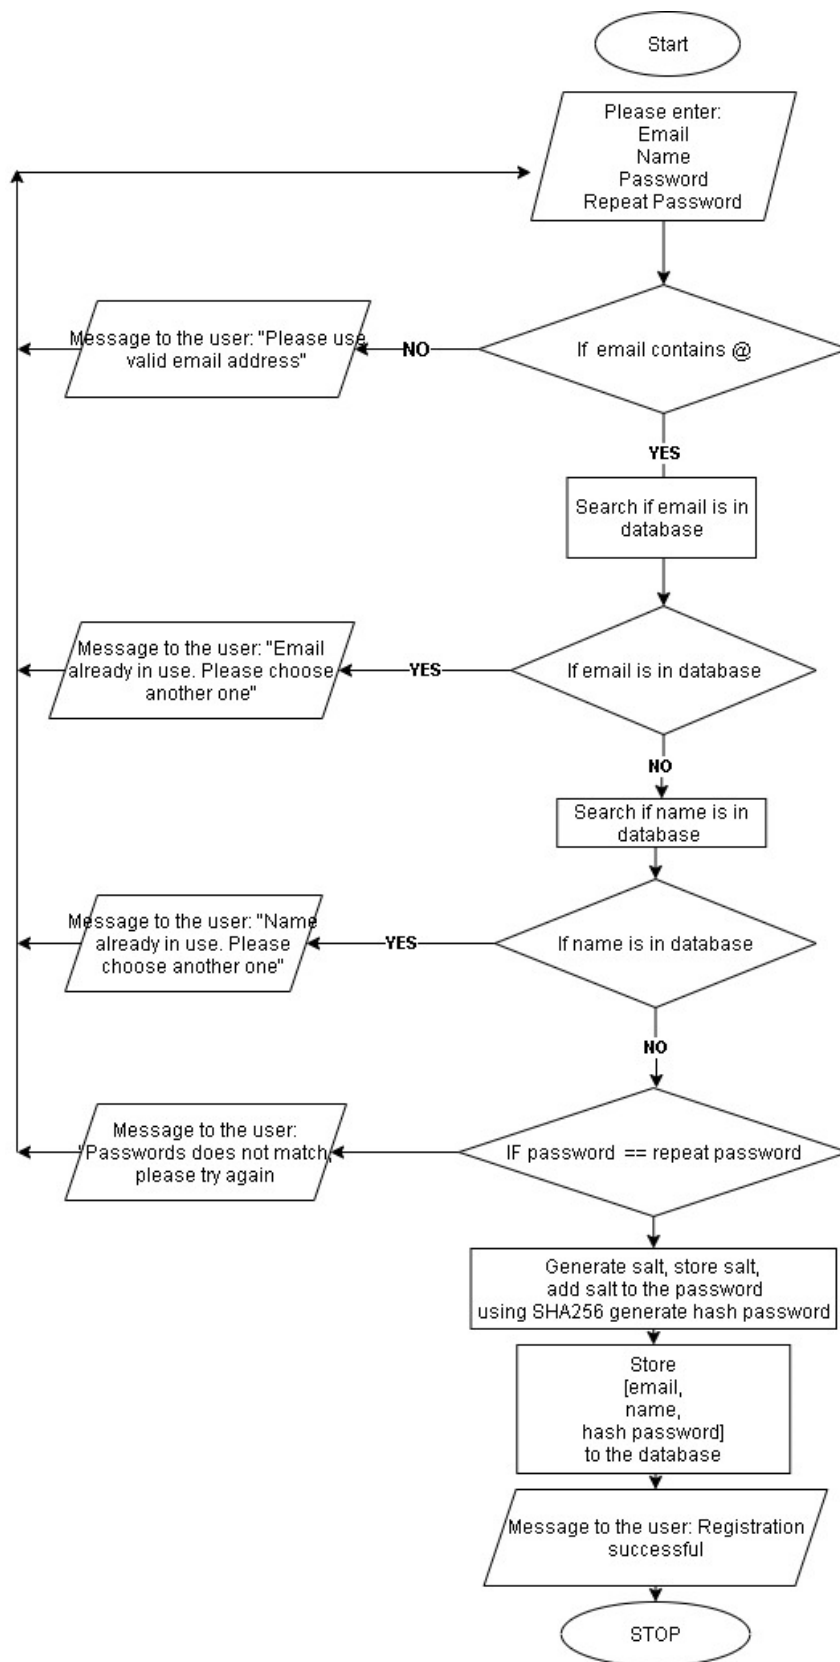 Start
Please enter:
Email
Name
Password
Repeat Password
If email contains @
NO
Message to the user: "Please use
valid email address"
YES
Search if email is in
database
If email is in database
YES
Message to the user: "Email
already in use. Please choose
another one"
NO
Search if name is in
database
If name is in database
YES
Message to the user: "Name
already in use. Please
choose another one"
NO
IF password == repeat password
Message to the user:
"Passwords does not match,
please try again
Generate salt, store salt,
add salt to the password
using SHA256 generate hash password
Store
[email,
name,
hash password]
to the database
Message to the user: Registration
successful
STOP